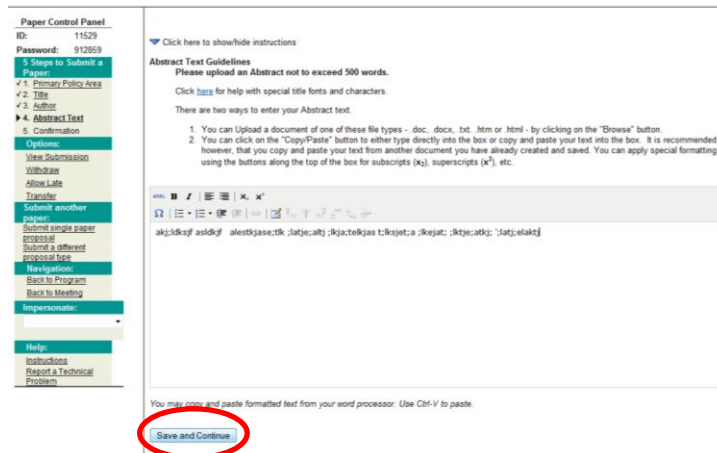 Paper Control Panel
ID: 11529
Password: 912859
5 Steps to Submit a
Paper:
✓1. Primary Policy Area
✓2. Title
✓3. Author
4. Abstract Text
5. Confirmation
Options:
View Submission
Withdraw
Allow Late
Transfer
Submit another
paper:
Submit single paper
proposal
Submit a different
proposal type
Navigation:
Back to Program
Back to Meeting
Impersonate:
Help:
Instructions
Report a Technical
Problem
Click here to show/hide instructions
Abstract Text Guidelines
Please upload an Abstract not to exceed 500 words.
Click here for help with special title fonts and characters.
There are two ways to enter your Abstract text.
1. You can Upload a document of one of these file types - .doc, .docx, .txt, .htm or .html - by clicking on the "Browse" button.
2. You can click on the "Copy/Paste" button to either type directly into the box or copy and paste your text into the box. It is recommended,
however, that you copy and paste your text from another document you have already created and saved. You can apply special formatting
using the buttons along the top of the box for subscripts (x₂), superscripts (x²), etc.
HTML B I x, x'
Ω
akj;ldksjf asldkjf alestkjase;tlk ;latje;altj ;lkja;telkjas t;lksjet;a ;lkejat; ;lktje;atkj; ';latj;elaktj
You may copy and paste formatted text from your word processor. Use Ctrl-V to paste.
Save and Continue